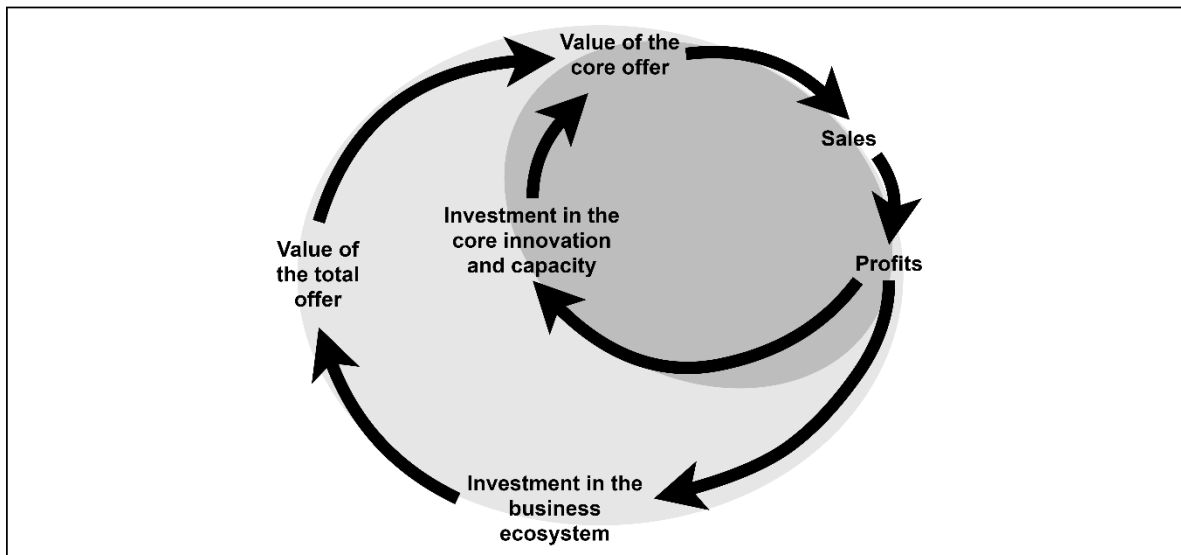 Value of the
core offer
Sales
Investment in the
core innovation
and capacity
Value of
the total
offer
Profits
Investment in the
business
ecosystem